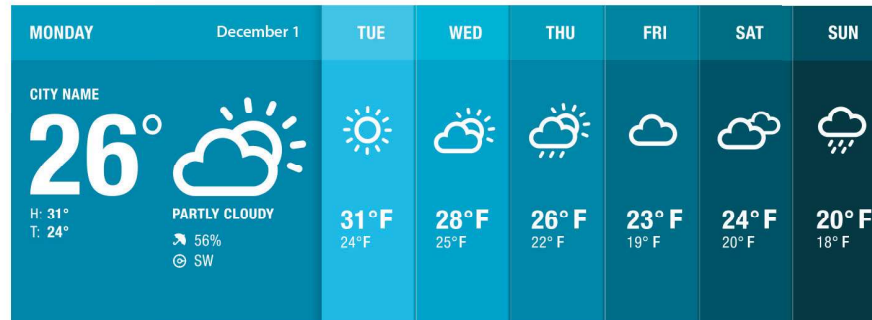 MONDAY December 1
CITY NAME
26°
H: 31°
T: 24°
PARTLY CLOUDY
56%
SW
TUE
31°F
24°F
WED
28°F
25°F
THU
26°F
22°F
FRI
23°F
19°F
SAT
24°F
20°F
SUN
20°F
18°F